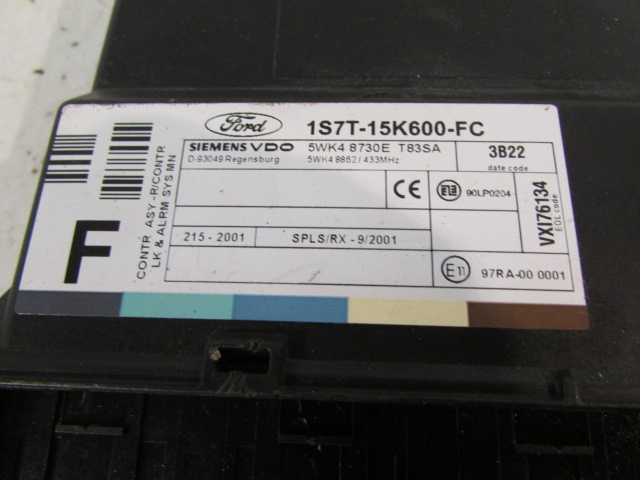 Ford
1S7T-15K600-FC
SIEMENS VDO
5WK4 8730E T83SA
D-93049 Regensburg
5WK4 8862 / 433MHz
3B22
date code
CE
90LP0204
VXI76134
EOL code
215 - 2001
SPLS/RX - 9/2001
E11
97RA-00 0001
F
CONTR ASY - R/CONTR
LK & ALRM SYS MN